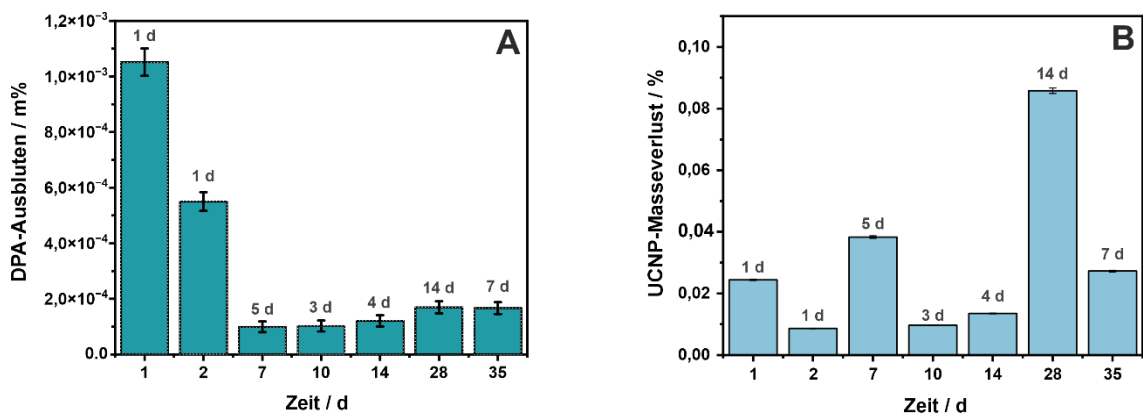 A
DPA-Ausbluten / m%
1,2×10⁻³
1,0×10⁻³
8,0×10⁻⁴
6,0×10⁻⁴
4,0×10⁻⁴
2,0×10⁻⁴
0.0
1 d
1 d
5 d
3 d
4 d
14 d
7 d
1 2 7 10 14 28 35
Zeit / d
B
UCNP-Masseverlust / %
0,10
0,08
0,06
0,04
0,02
0,00
1 d
1 d
5 d
3 d
4 d
14 d
7 d
1 2 7 10 14 28 35
Zeit / d